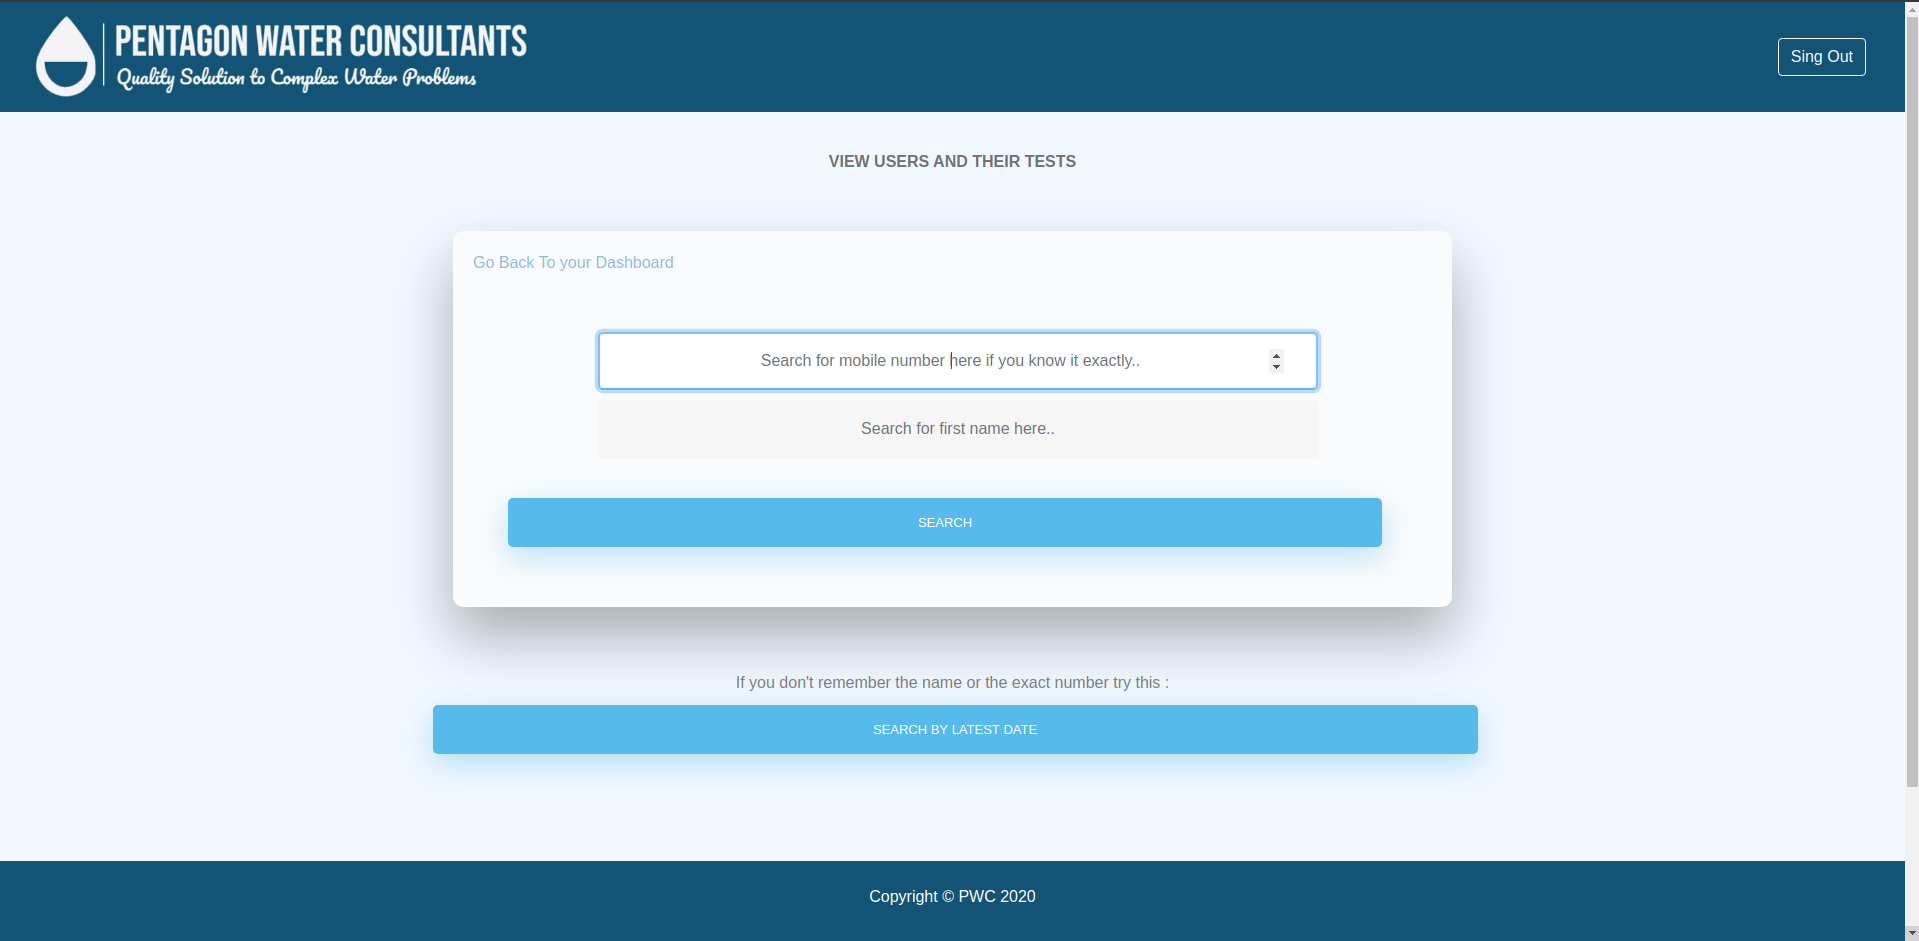 PENTAGON WATER CONSULTANTS
Quality Solution to Complex Water Problems
Sing Out
VIEW USERS AND THEIR TESTS
Go Back To your Dashboard
Search for mobile number here if you know it exactly..
Search for first name here..
SEARCH
If you don't remember the name or the exact number try this :
SEARCH BY LATEST DATE
Copyright © PWC 2020